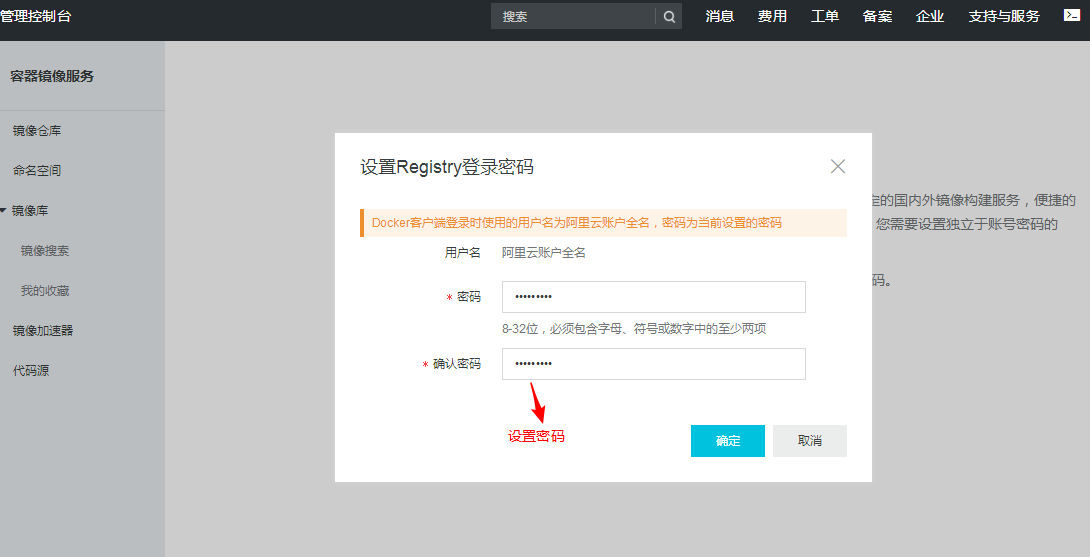 管理控制台
搜索
消息 费用 工单 备案 企业 支持与服务
容器镜像服务
镜像仓库
命名空间
镜像库
镜像搜索
我的收藏
镜像加速器
代码源
设置Registry登录密码
Docker客户端登录时使用的用户名为阿里云账户全名，密码为当前设置的密码
用户名 阿里云账户全名
* 密码 •••••••••
8-32位，必须包含字母、符号或数字中的至少两项
* 确认密码 •••••••••
设置密码
确定 取消
定的国内外镜像构建服务，便捷的
您需要设置独立于账号密码的
码。